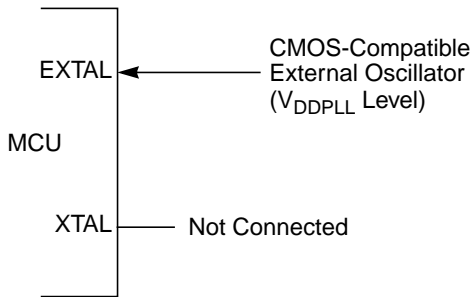 CMOS-Compatible
EXTAL External Oscillator
(VDDPLL Level)
MCU
XTAL Not Connected